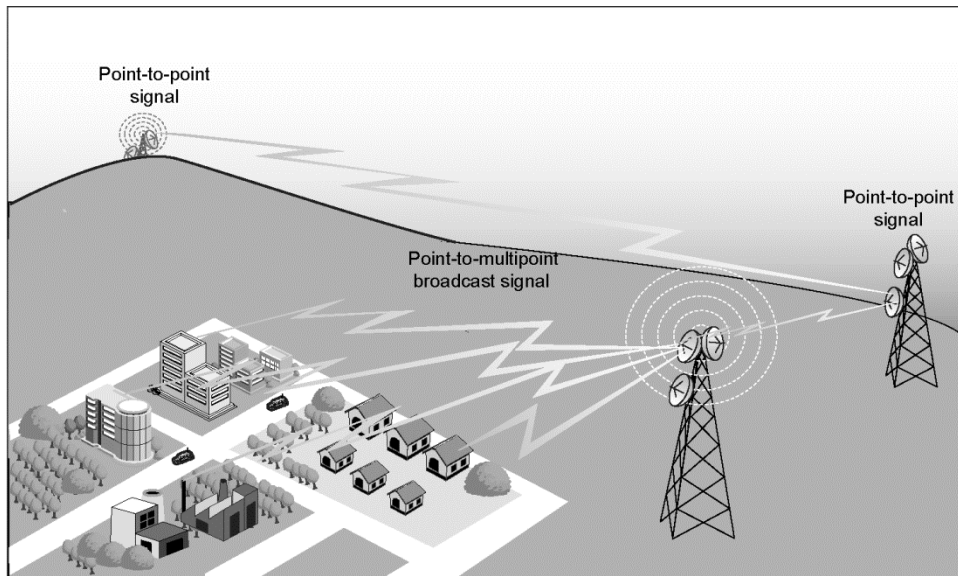 Point-to-point
signal
Point-to-point
signal
Point-to-multipoint
broadcast signal